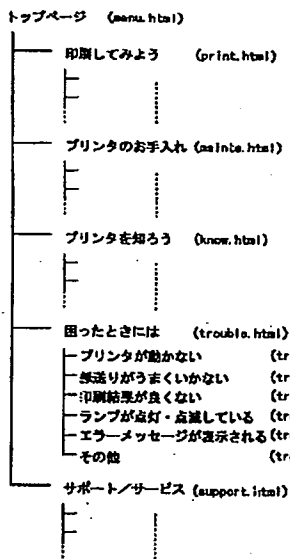 トップページ (menu.html)
印刷してみよう (print.html)
プリンタのお手入れ (mainte.html)
プリンタを知ろう (know.html)
困ったときには (trouble.html)
プリンタが動かない (tr
紙送りがうまくいかない (tr
印刷結果が良くない (tr
ランプが点灯・点滅している (tr
エラーメッセージが表示される (tr
その他 (tr
サポート/サービス (support.html)